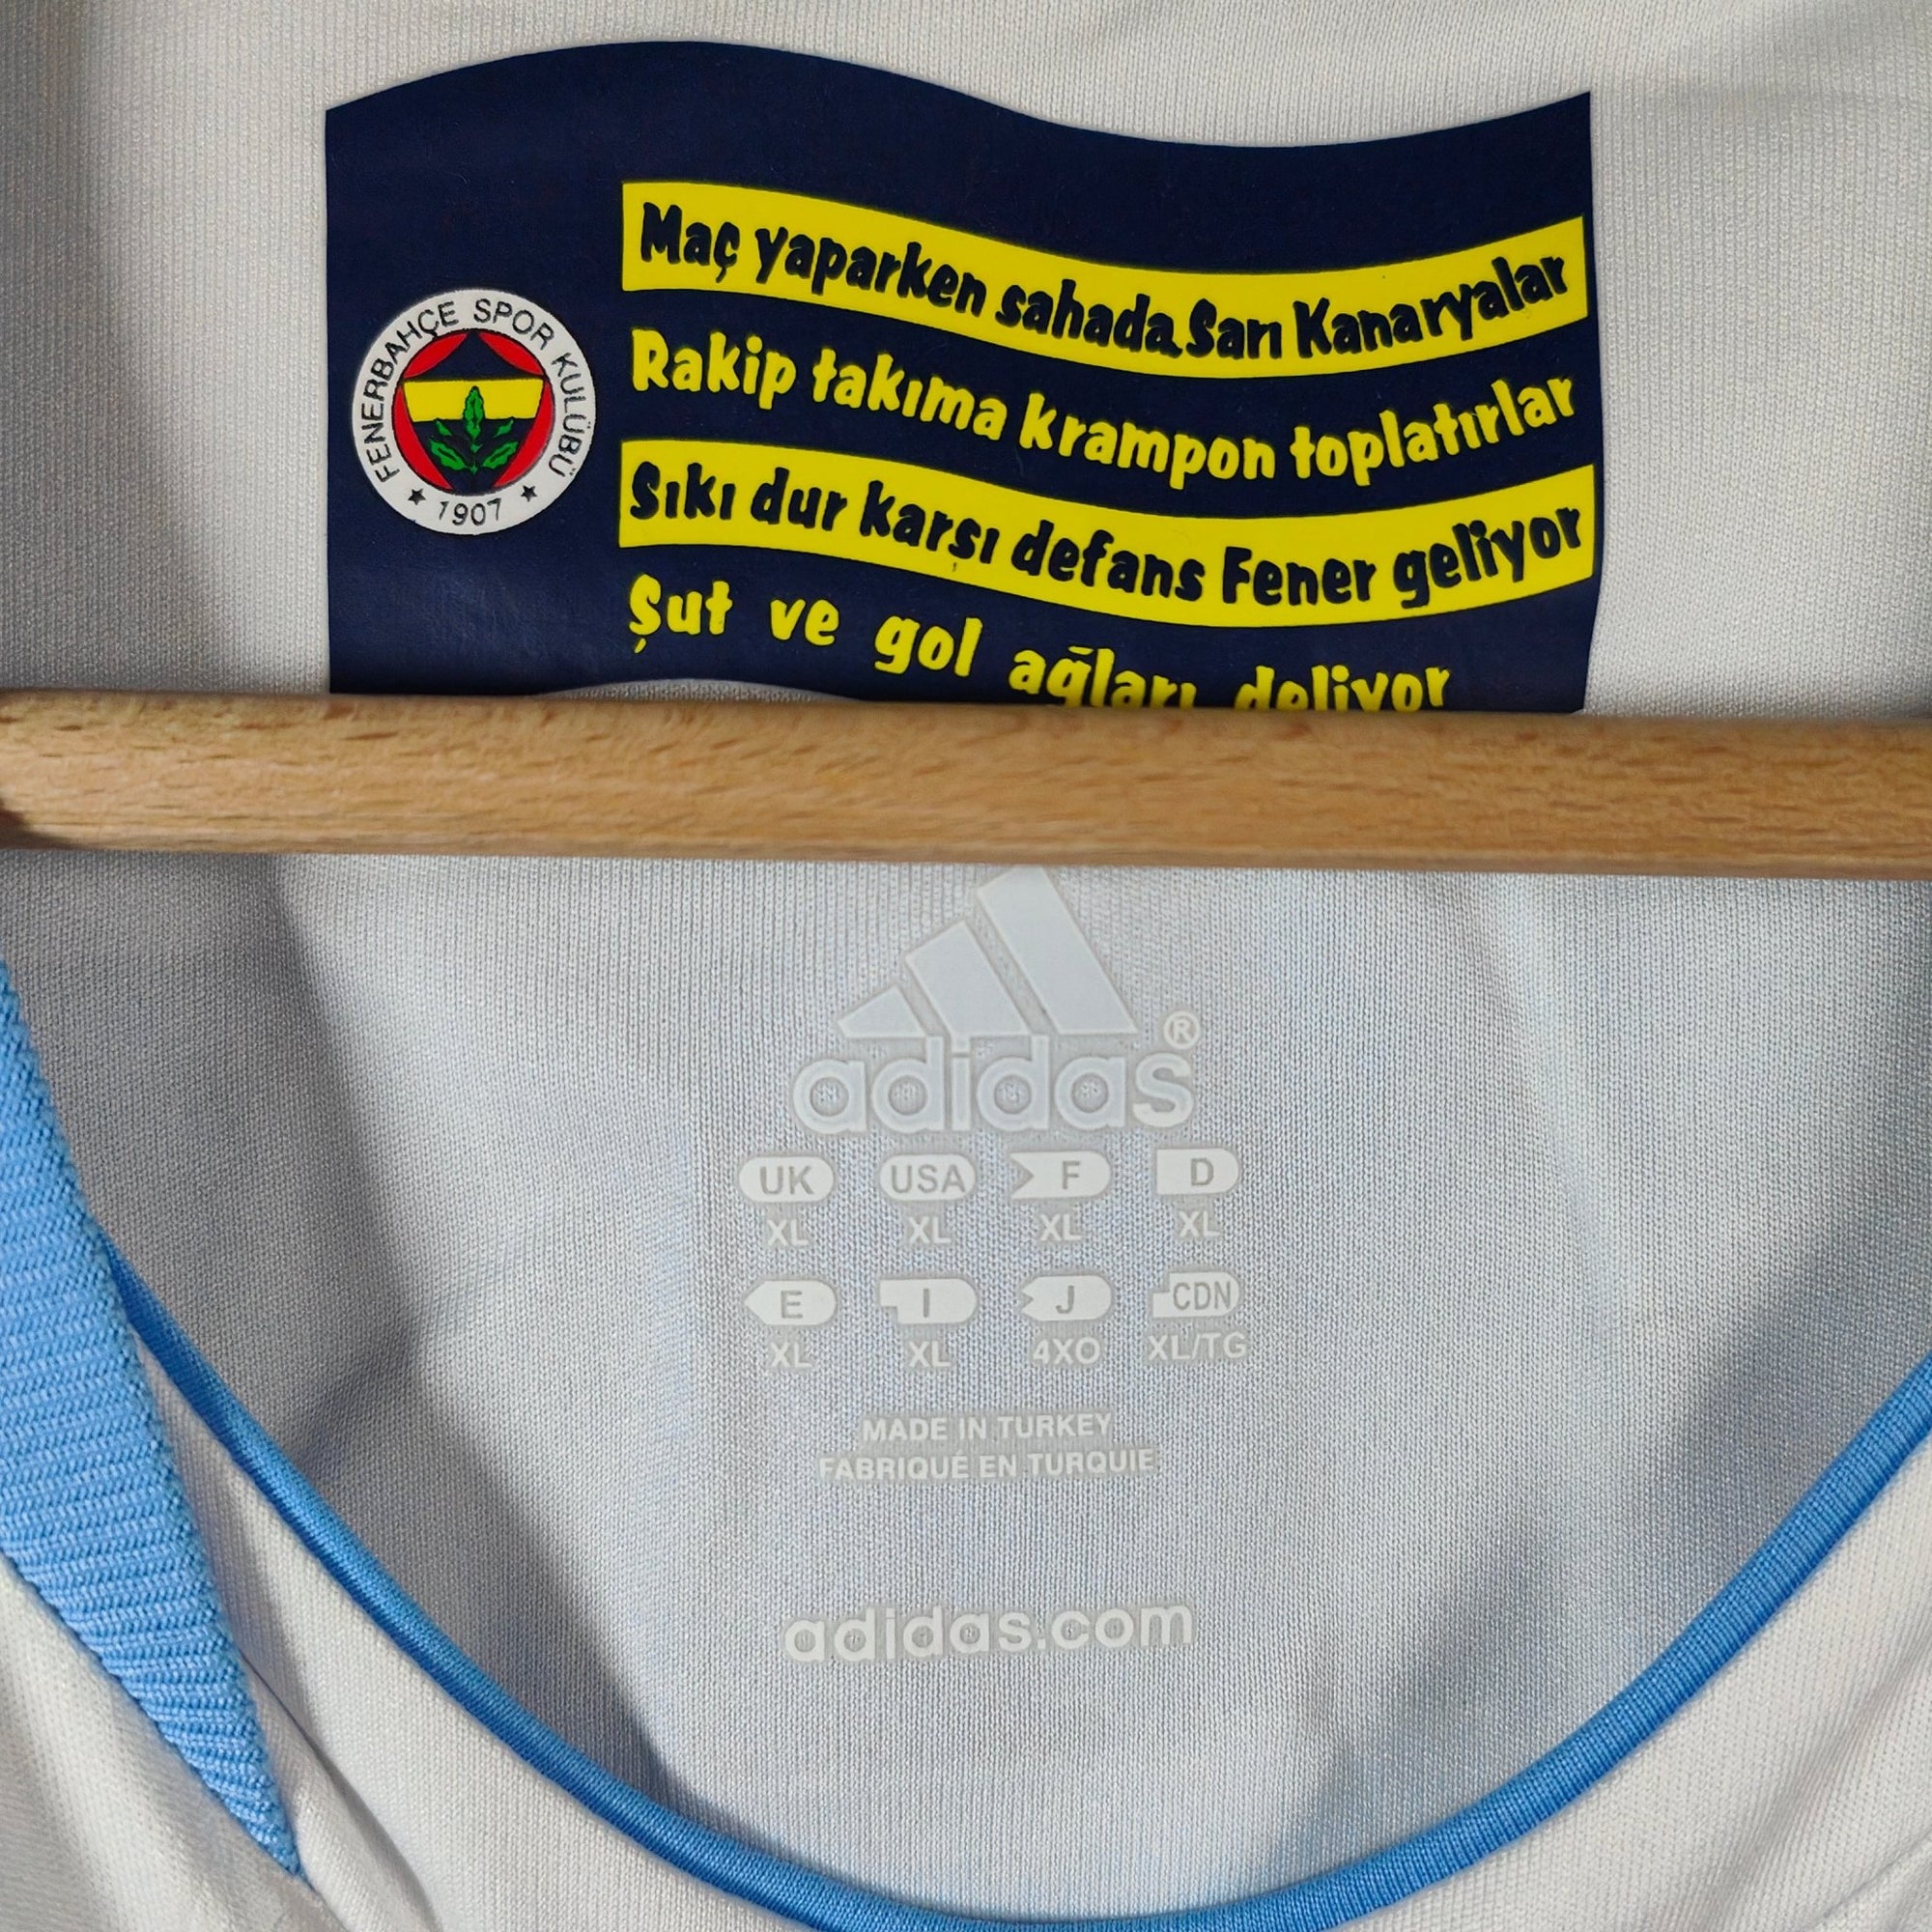 FENERBAHÇE SPOR KULÜBÜ
1907
Maç yaparken sahada Sarı Kanaryalar
Rakip takıma krampon toplatırlar
Sıkı dur karşı defans Fener geliyor
Şut ve gol ağları deliyor
adidas®
UK USA F D
XL XL XL XL
E I J CDN
XL XL 4XO XL/TG
MADE IN TURKEY
FABRIQUÉ EN TURQUIE
adidas.com